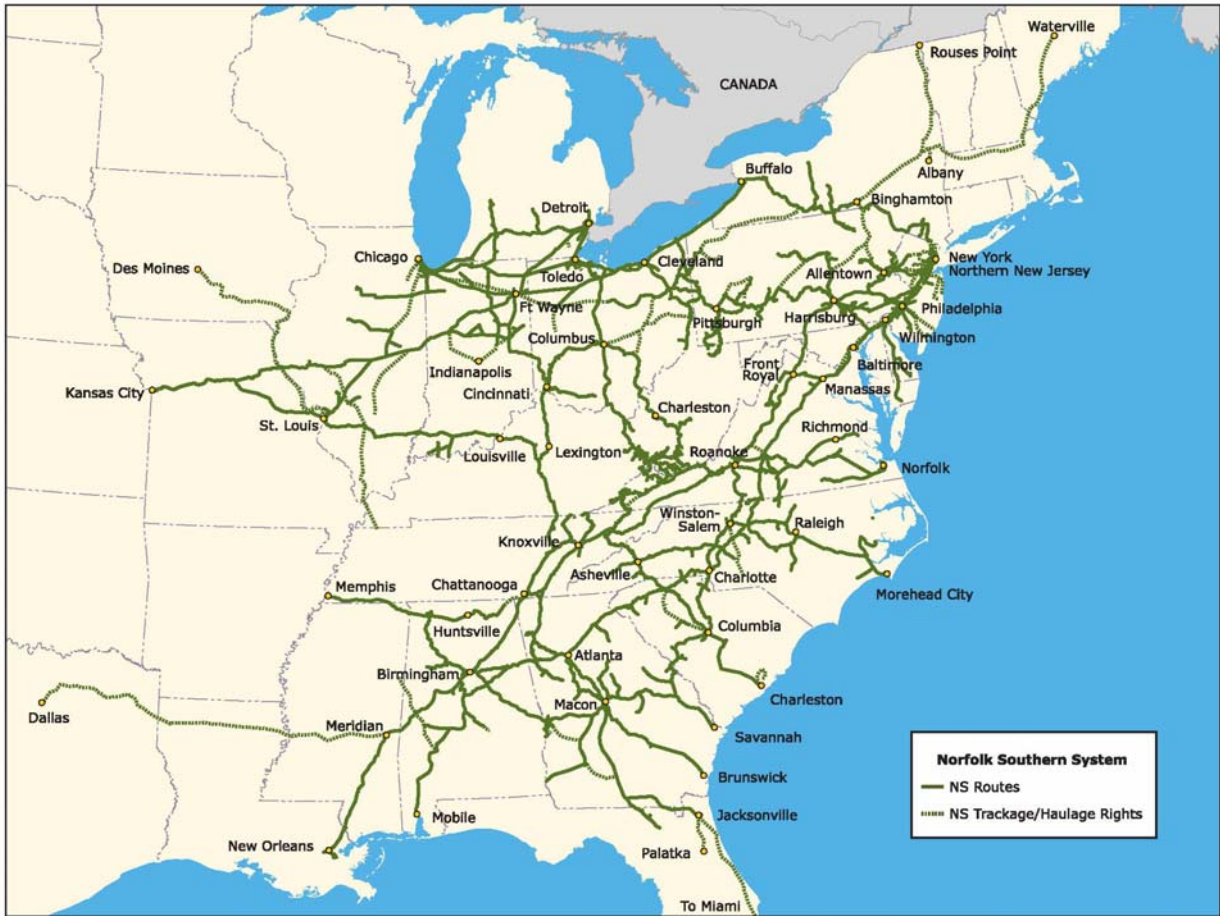 Waterville
Rouses Point
CANADA
Albany
Buffalo
Binghamton
Detroit
Chicago
Cleveland
New York
Northern New Jersey
Des Moines
Toledo
Allentown
Ft Wayne
Philadelphia
Pittsburgh
Harrisburg
Columbus
Wilmington
Indianapolis
Front
Royal
Baltimore
Kansas City
Cincinnati
Manassas
Charleston
St. Louis
Richmond
Louisville
Lexington
Roanoke
Norfolk
Winston-
Salem
Raleigh
Knoxville
Asheville
Charlotte
Memphis
Chattanooga
Morehead City
Huntsville
Columbia
Atlanta
Birmingham
Charleston
Macon
Dallas
Meridian
Savannah
Norfolk Southern System
NS Routes
NS Trackage/Haulage Rights
Brunswick
Mobile
Jacksonville
New Orleans
Palatka
To Miami